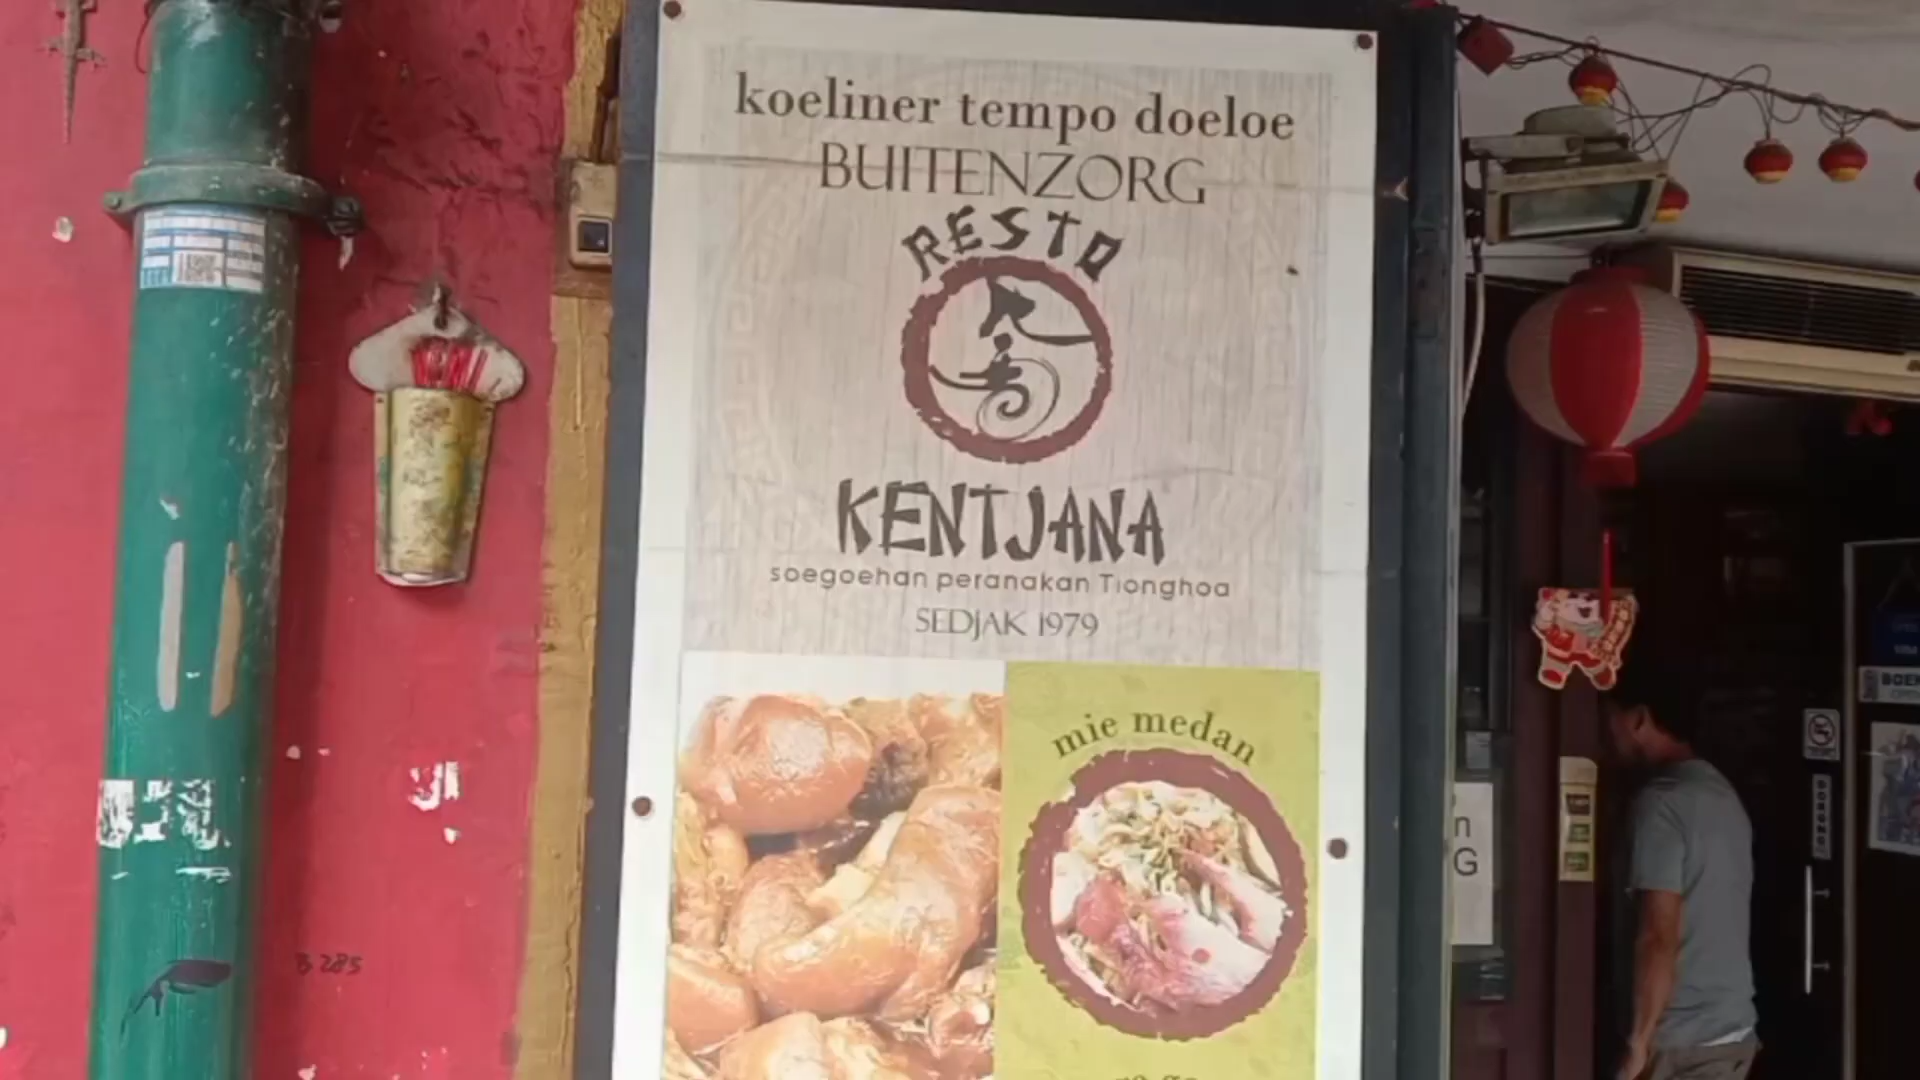 koeliner tempo doeloe
BUITENZORG
RESTO
KENTJANA
soegoehan peranakan Tionghoa
SEDJAK 1979
mie medan
B 285
n
G